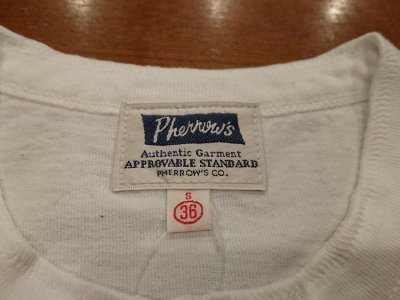 Pherrow's
Authentic Garment
APPROVABLE STANDARD
PHERROW'S CO.
S
36